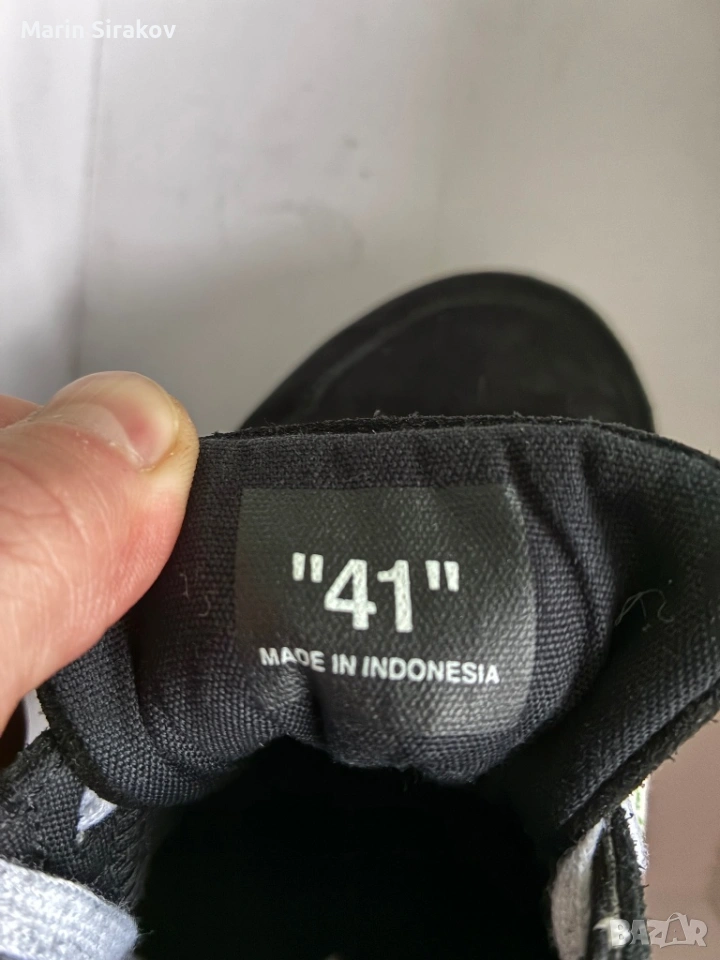 Marin Sirakov
"41"
MADE IN INDONESIA
BAZAR